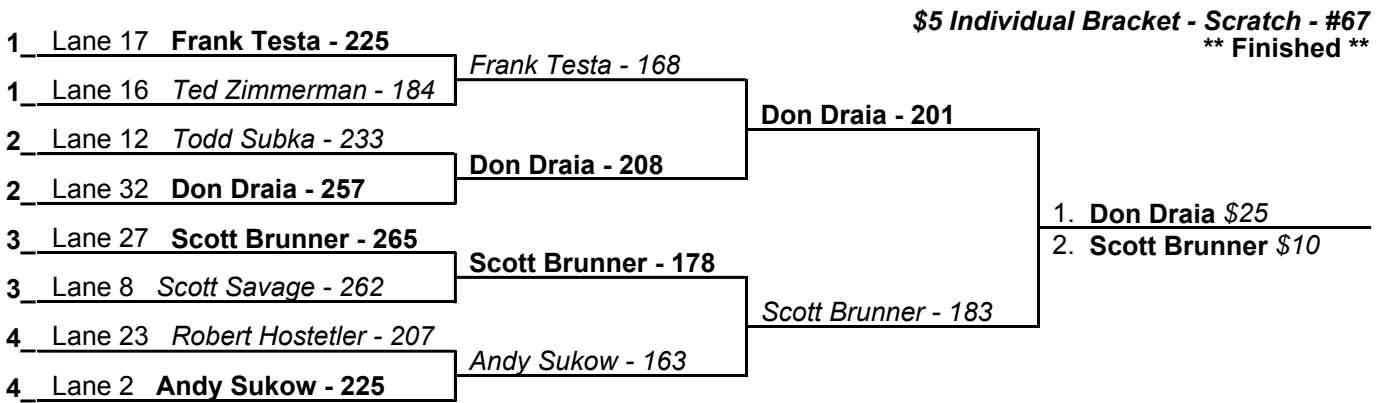 $5 Individual Bracket - Scratch - #67
** Finished **
1_ Lane 17 Frank Testa - 225
1_ Lane 16 Ted Zimmerman - 184
2_ Lane 12 Todd Subka - 233
2_ Lane 32 Don Draia - 257
3_ Lane 27 Scott Brunner - 265
3_ Lane 8 Scott Savage - 262
4_ Lane 23 Robert Hostetler - 207
4_ Lane 2 Andy Sukow - 225
Frank Testa - 168
Don Draia - 208
Scott Brunner - 178
Andy Sukow - 163
Don Draia - 201
Scott Brunner - 183
1. Don Draia $25
2. Scott Brunner $10